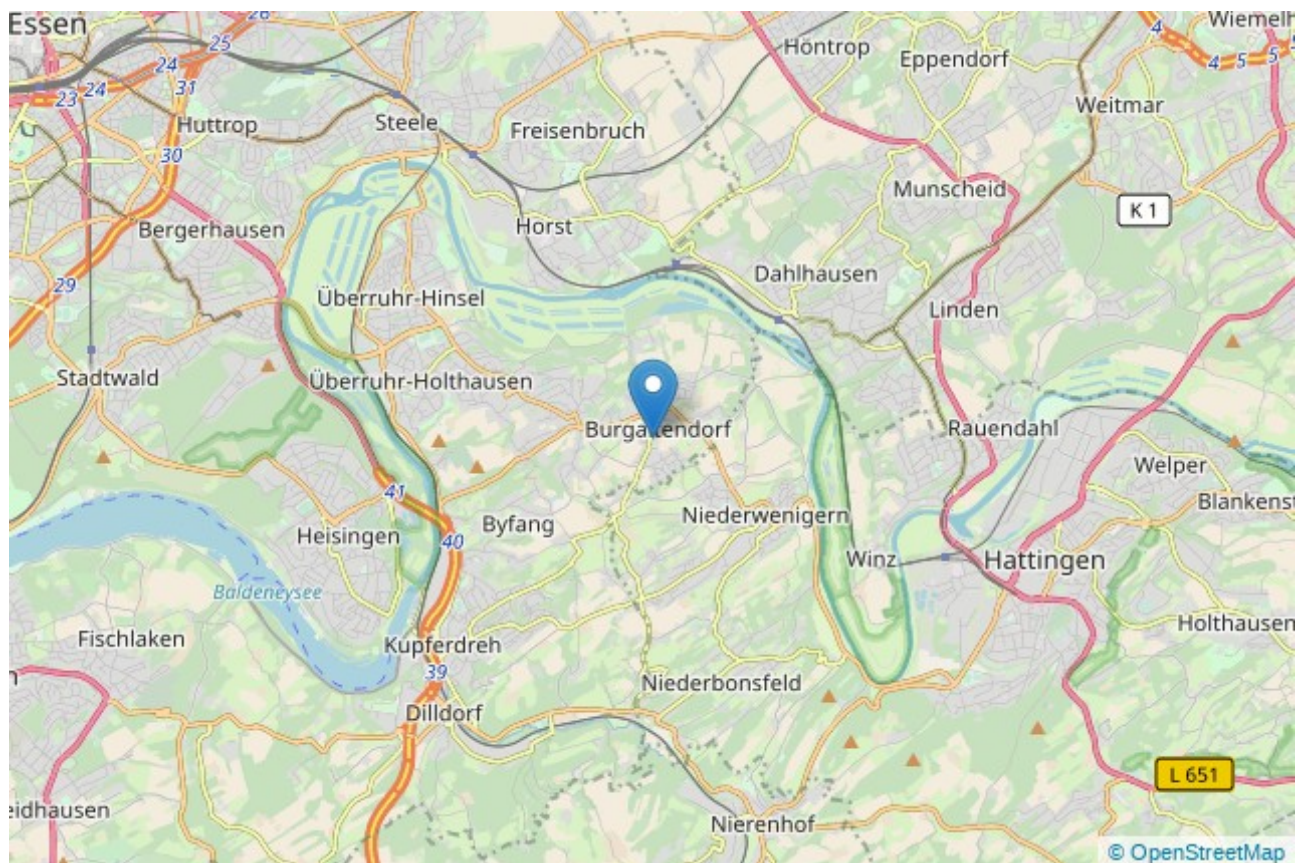 Essen
26
Wiemelh
25
Höntrop
4
Eppendorf
5
5
4
5
24
23
24
31
Weitmar
Huttrop
Steele
Freisenbruch
30
Munscheid
K 1
Bergerhausen
Horst
Dahlhausen
29
Überruhr-Hinsel
Linden
Stadtwald
Überruhr-Holthausen
Rauendahl
Welper
41
Blankenst
Byfang
Niederwenigern
Heisingen
40
Winz
Hattingen
Baldeneysee
Holthausen
Fischlaken
Kupferdreh
39
Niederbonsfeld
Dilldorf
L 651
eidhausen
Nierenhof
© OpenStreetMap